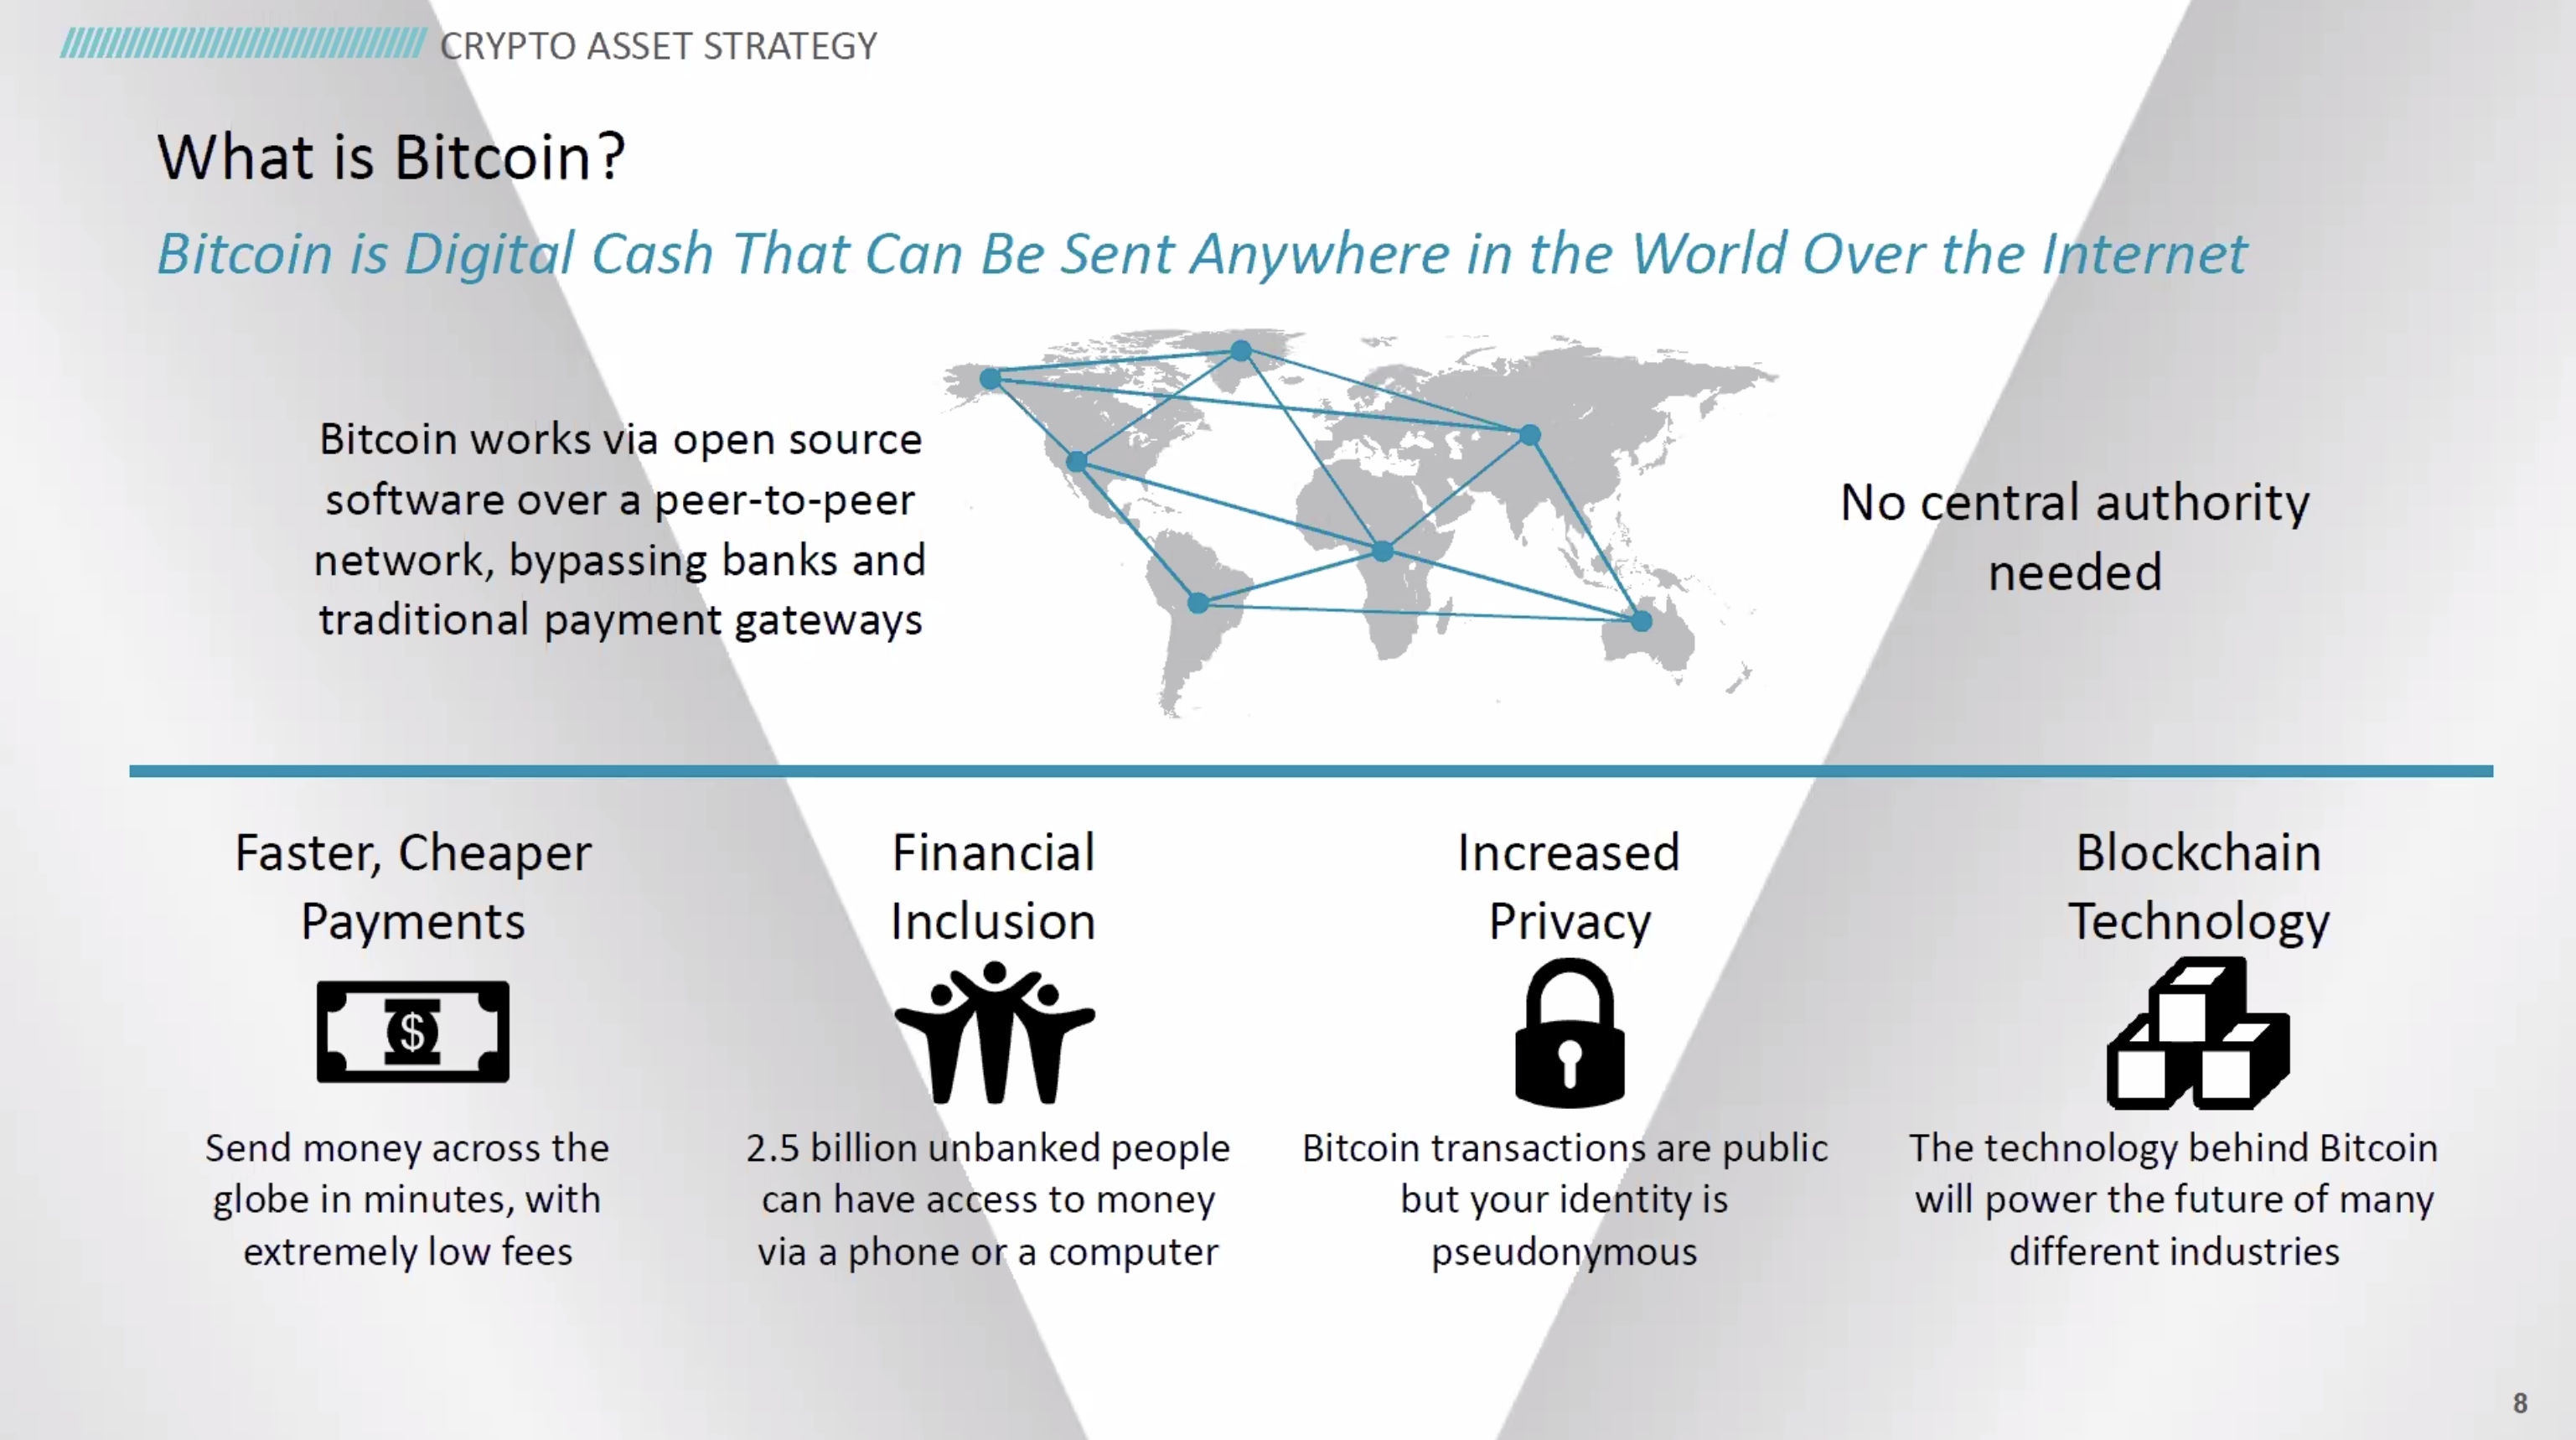 CRYPTO ASSET STRATEGY
What is Bitcoin?
Bitcoin is Digital Cash That Can Be Sent Anywhere in the World Over the Internet
Bitcoin works via open source
software over a peer-to-peer
network, bypassing banks and
traditional payment gateways
No central authority
needed
Faster, Cheaper
Payments
$
Send money across the
globe in minutes, with
extremely low fees
Financial
Inclusion
2.5 billion unbanked people
can have access to money
via a phone or a computer
Increased
Privacy
Bitcoin transactions are public
but your identity is
pseudonymous
Blockchain
Technology
The technology behind Bitcoin
will power the future of many
different industries
8